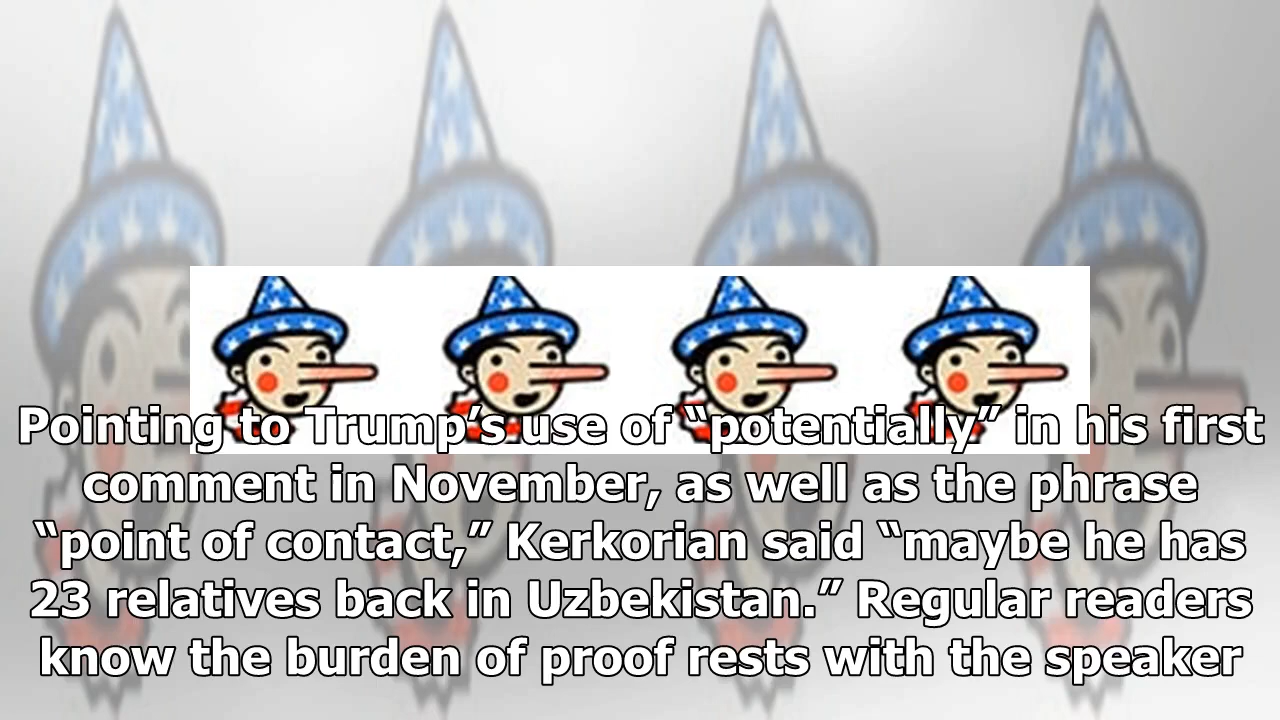 Pointing to Trump’s use of “potentially” in his first
comment in November, as well as the phrase
“point of contact,” Kerkorian said “maybe he has
23 relatives back in Uzbekistan.” Regular readers
know the burden of proof rests with the speaker